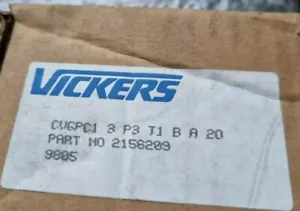 VICKERS
CVGPC1 3 P3 T1 B A 20
PART NO 2156209
9805